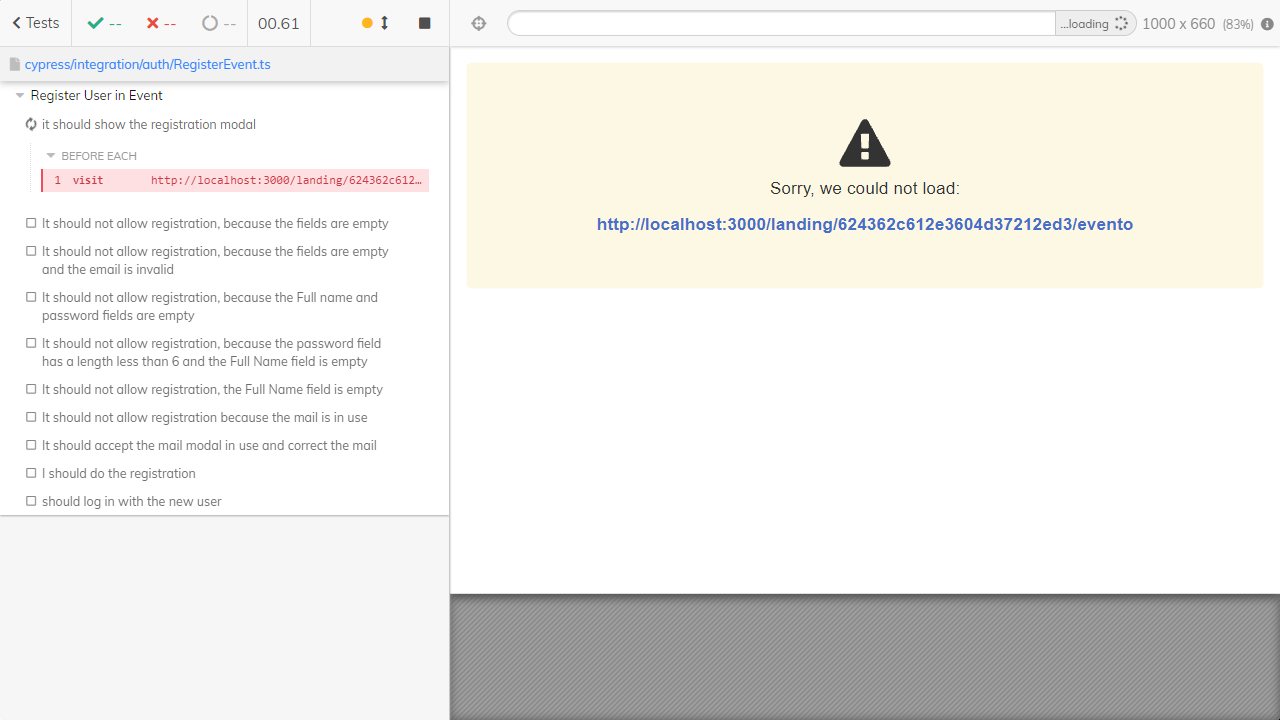 Tests
--
--
--
00.61
...loading
1000 x 660 (83%)
cypress/integration/auth/RegisterEvent.ts
Register User in Event
it should show the registration modal
BEFORE EACH
1 visit http://localhost:3000/landing/624362c612…
It should not allow registration, because the fields are empty
It should not allow registration, because the fields are empty
and the email is invalid
It should not allow registration, because the Full name and
password fields are empty
It should not allow registration, because the password field
has a length less than 6 and the Full Name field is empty
It should not allow registration, the Full Name field is empty
It should not allow registration because the mail is in use
It should accept the mail modal in use and correct the mail
I should do the registration
should log in with the new user
Sorry, we could not load:
http://localhost:3000/landing/624362c612e3604d37212ed3/evento